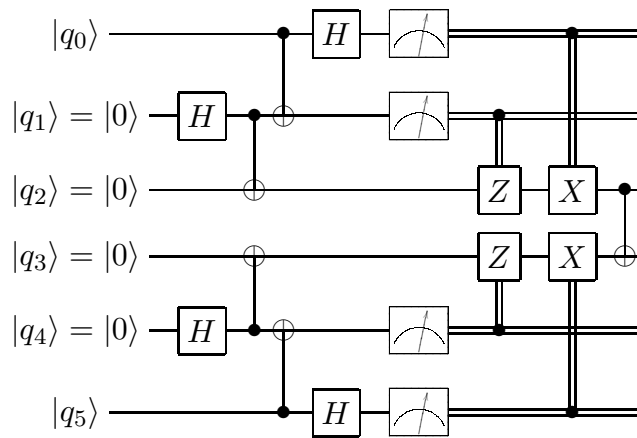 |q₀⟩ H
|q₁⟩ = |0⟩ H
|q₂⟩ = |0⟩ Z X
|q₃⟩ = |0⟩ Z X
|q₄⟩ = |0⟩ H
|q₅⟩ H